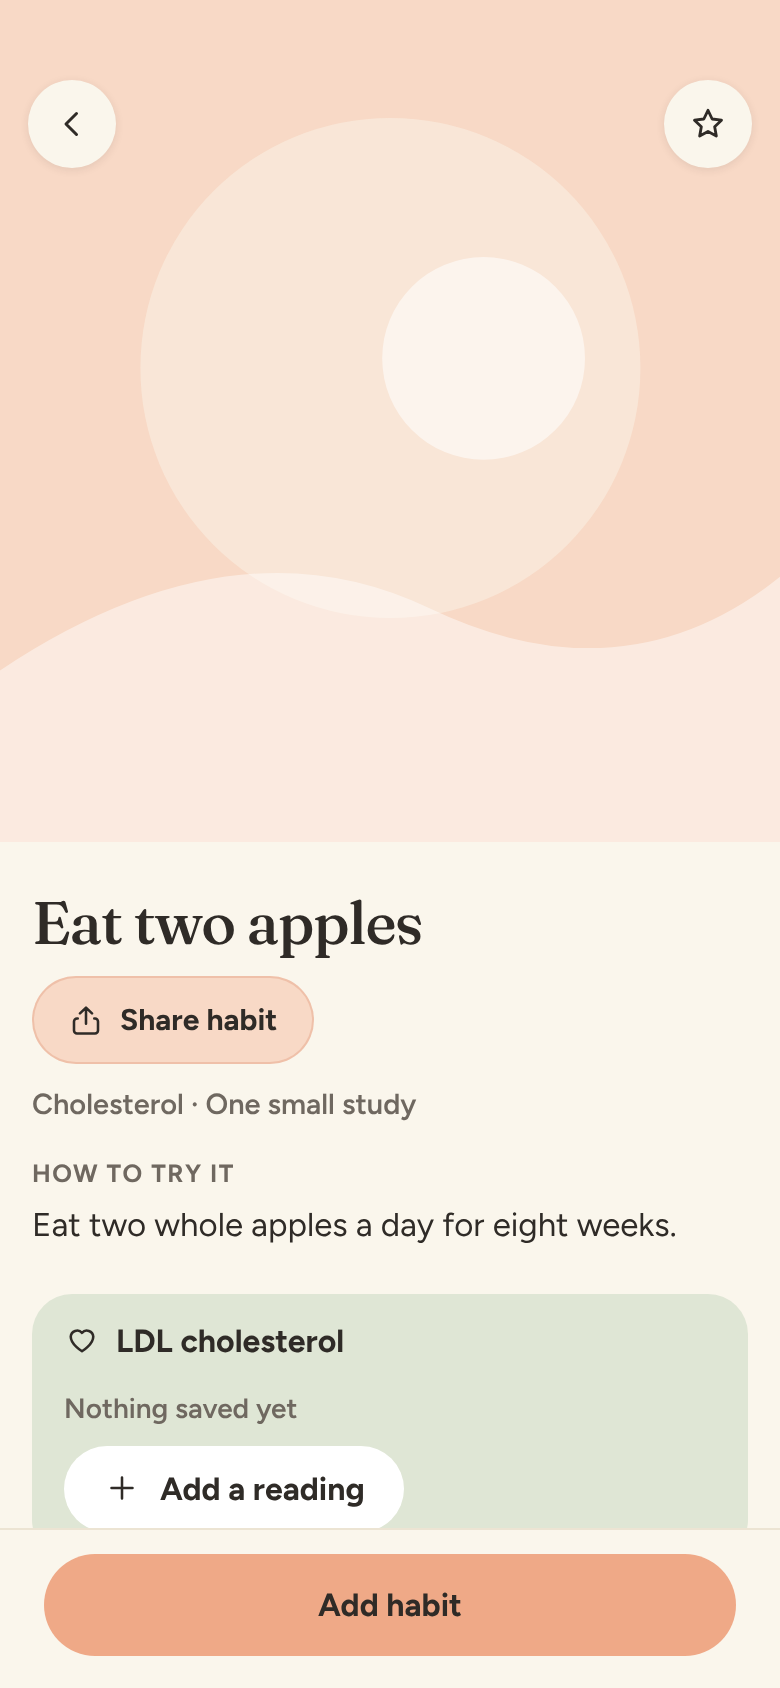 Eat two apples
Share habit
Cholesterol · One small study
HOW TO TRY IT
Eat two whole apples a day for eight weeks.
LDL cholesterol
Nothing saved yet
Add a reading
Add habit